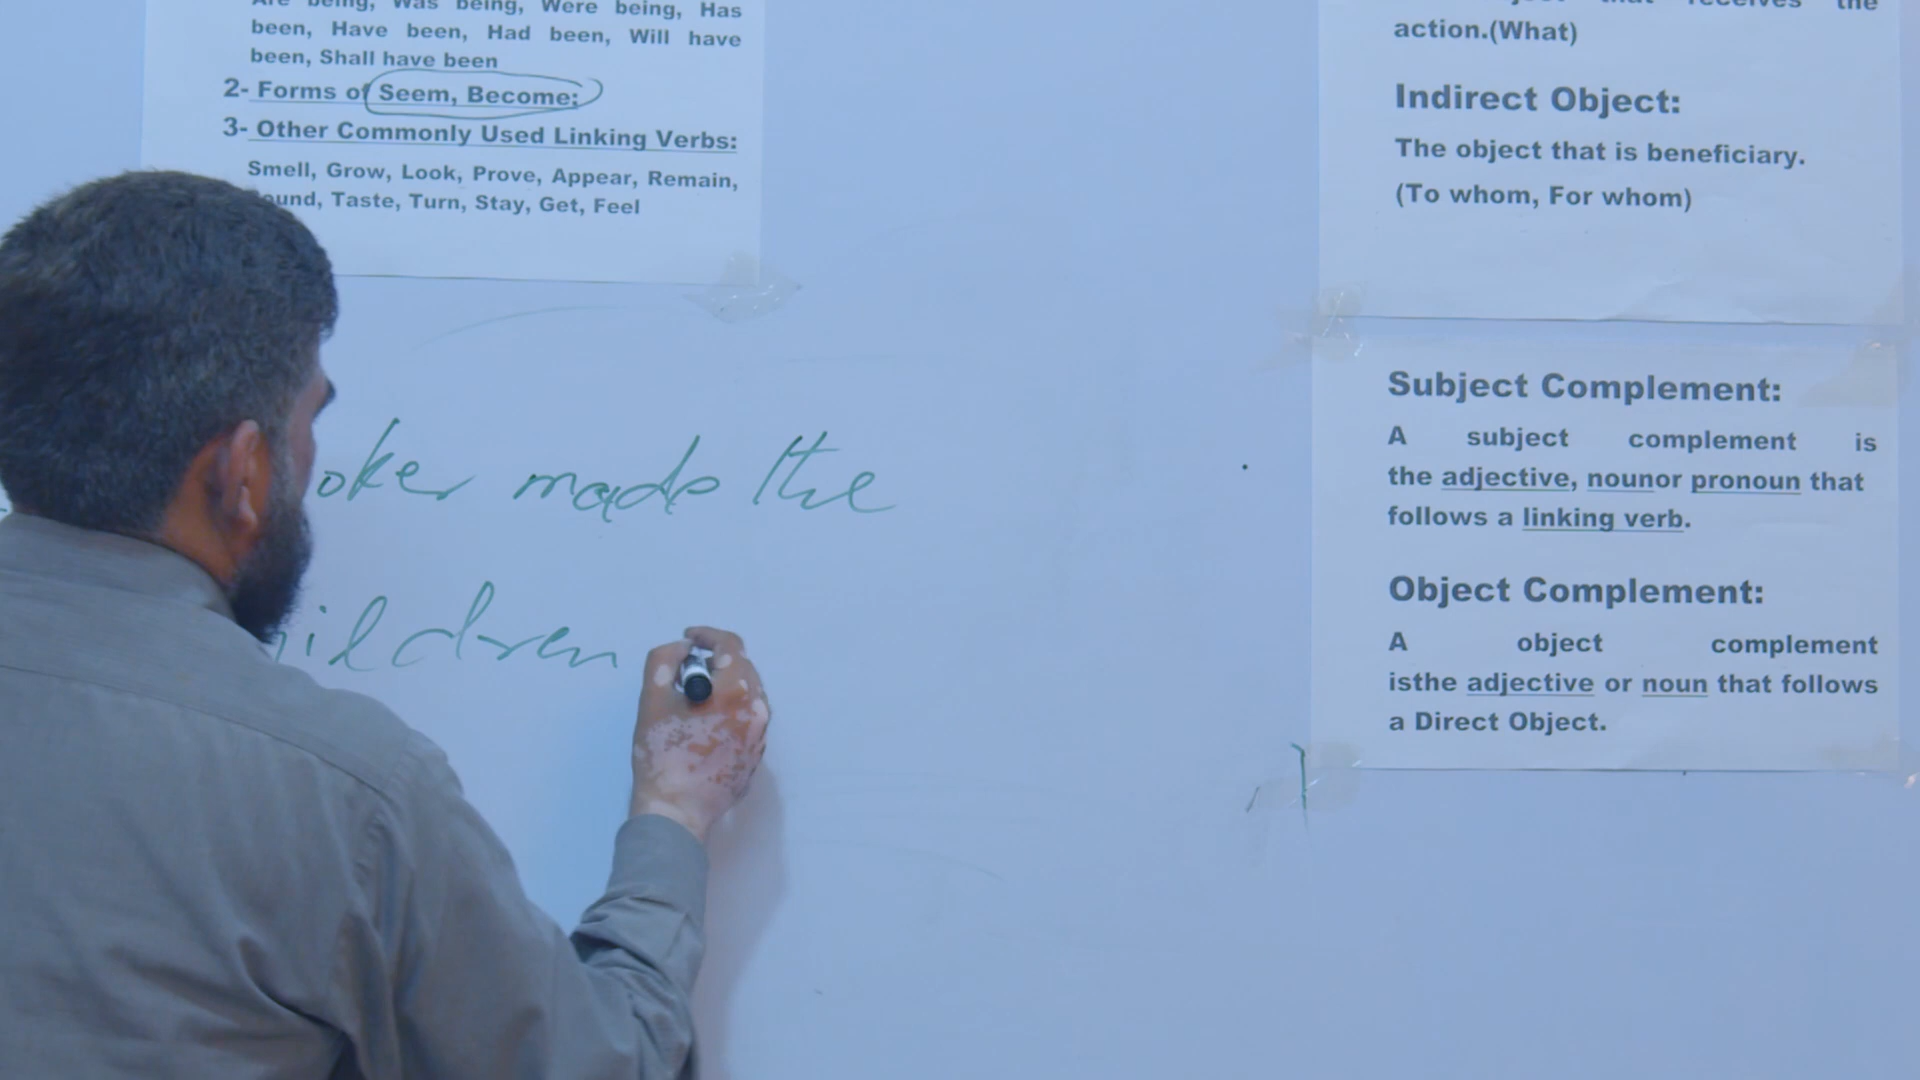 been, Have been, Had been, Will have
been, Shall have been
2- Forms of Seem, Become:
3- Other Commonly Used Linking Verbs:
Smell, Grow, Look, Prove, Appear, Remain,
Taste, Turn, Stay, Get, Feel
made the
action.(What)
Indirect Object:
The object that is beneficiary.
(To whom, For whom)
Subject Complement:
A subject complement is
the adjective, nounor pronoun that
follows a linking verb.
Object Complement:
A object complement
isthe adjective or noun that follows
a Direct Object.